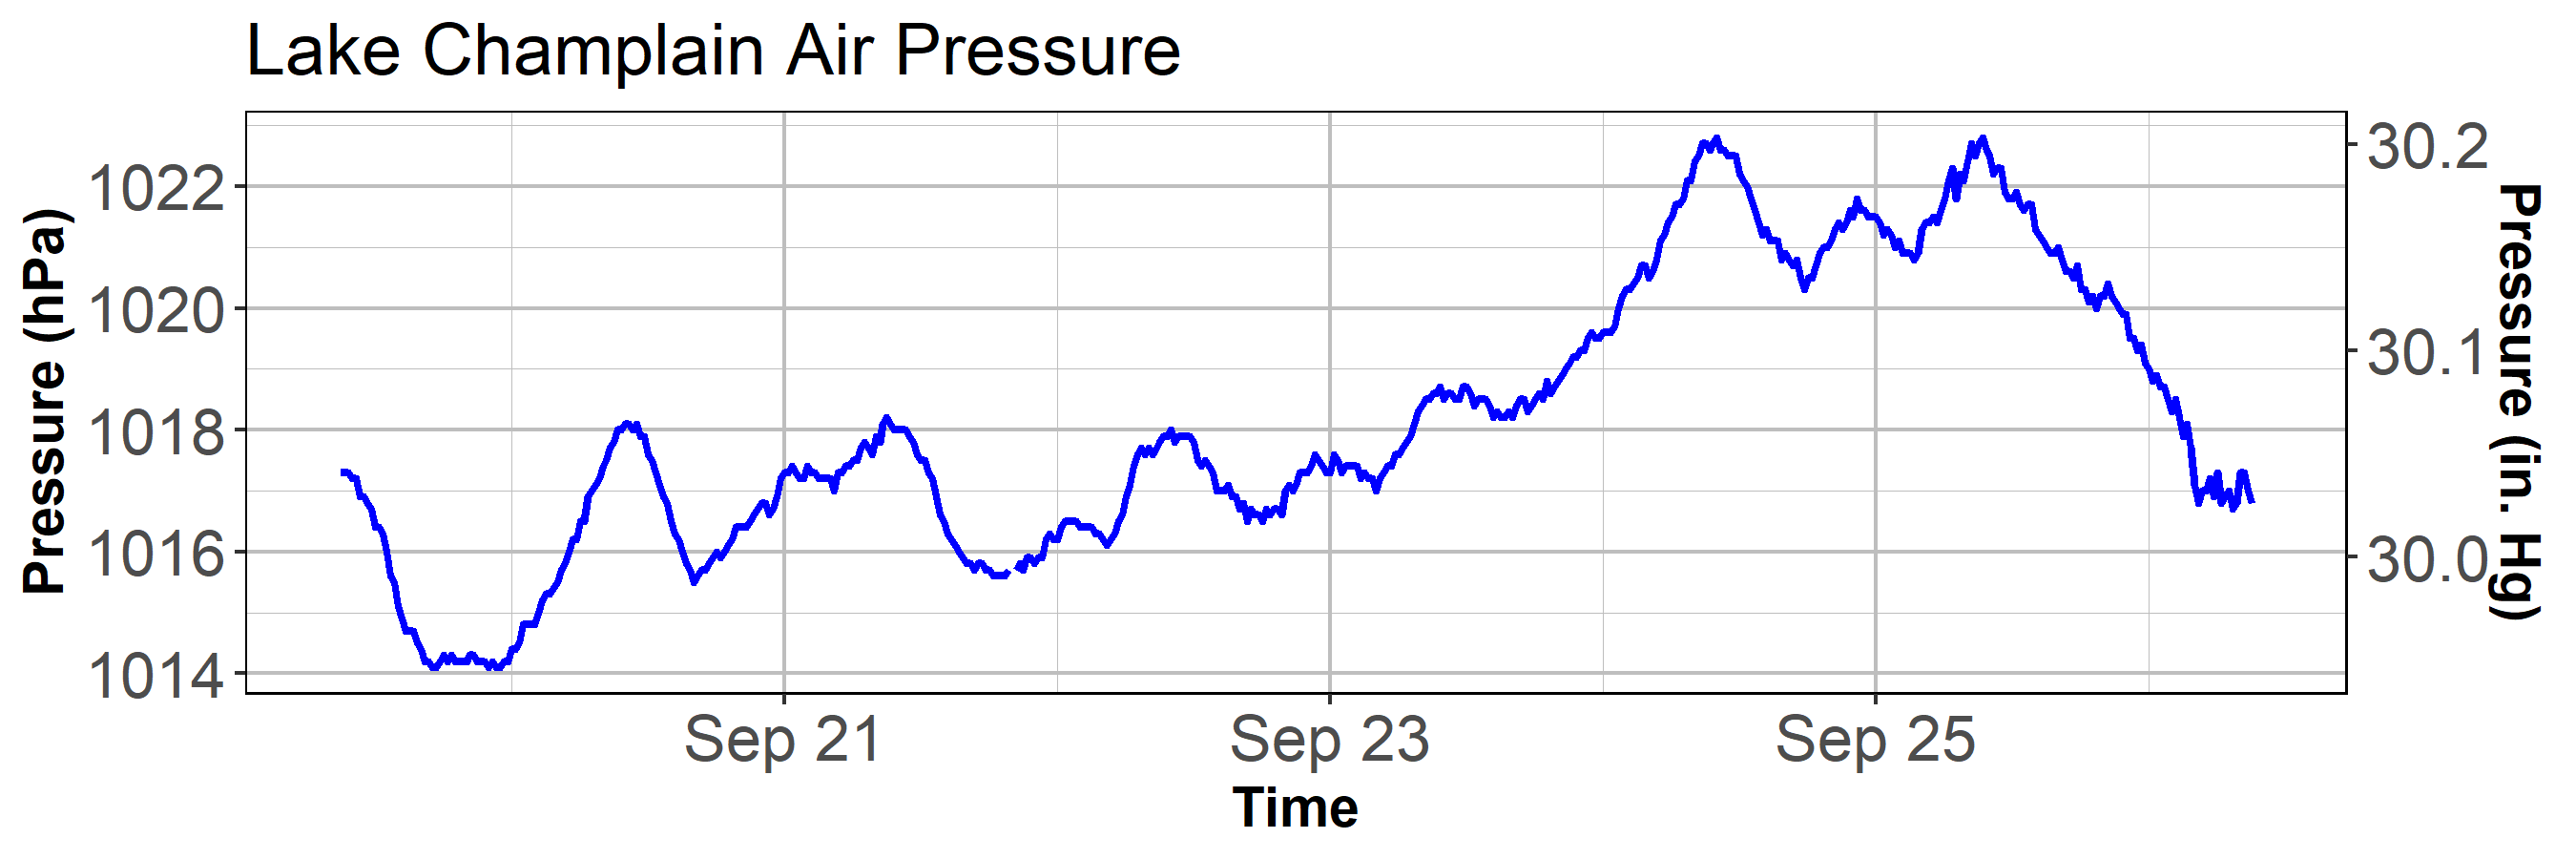 Lake Champlain Air Pressure
Pressure (hPa)
1022
1020
1018
1016
1014
30.2
30.1
30.0
Pressure (in. Hg)
Sep 21
Sep 23
Sep 25
Time